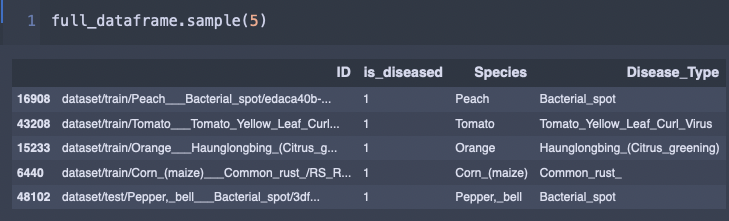 1 full_dataframe.sample(5)
ID is_diseased Species Disease_Type
16908 dataset/train/Peach___Bacterial_spot/edaca40b-... 1 Peach Bacterial_spot
43208 dataset/train/Tomato___Tomato_Yellow_Leaf_Curl... 1 Tomato Tomato_Yellow_Leaf_Curl_Virus
15233 dataset/train/Orange___Haunglongbing_(Citrus_g... 1 Orange Haunglongbing_(Citrus_greening)
6440 dataset/train/Corn_(maize)___Common_rust_/RS_R... 1 Corn_(maize) Common_rust_
48102 dataset/test/Pepper,_bell___Bacterial_spot/3df... 1 Pepper,_bell Bacterial_spot